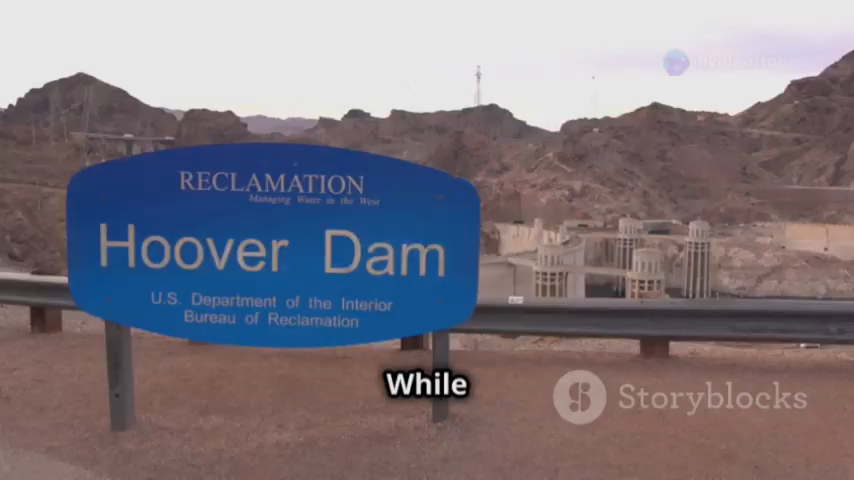 RECLAMATION
Managing Water in the West
Hoover Dam
U.S. Department of the Interior
Bureau of Reclamation
While
Storyblocks